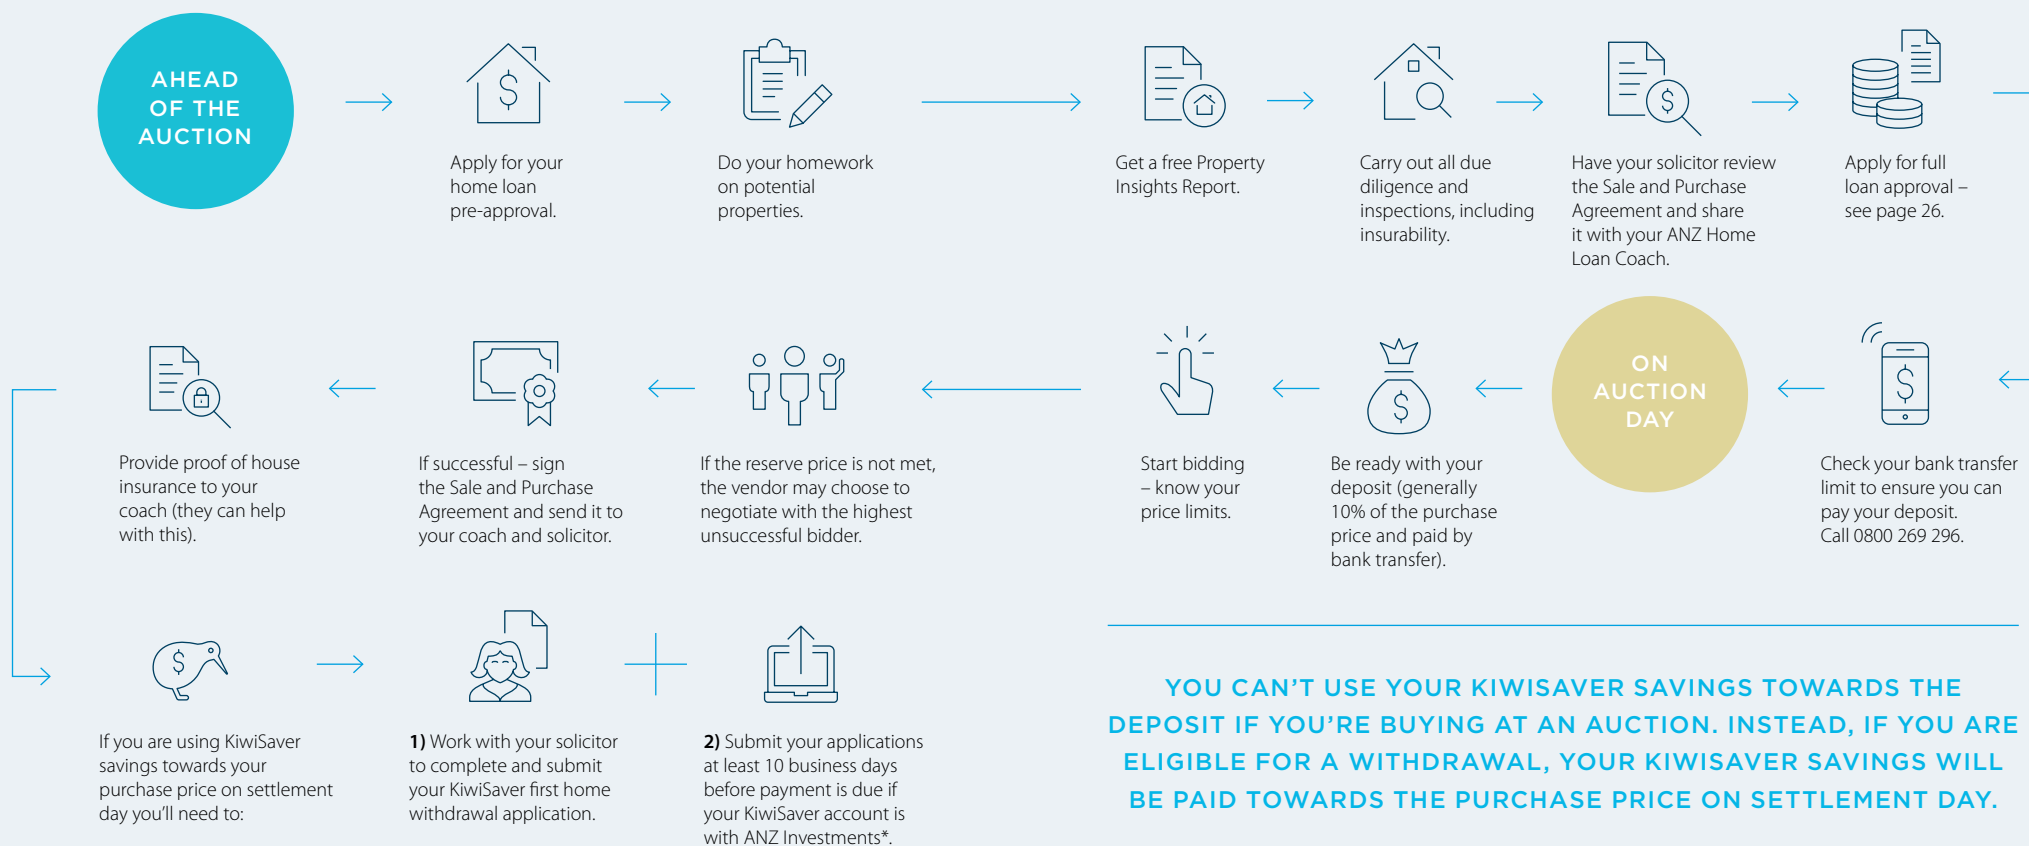 AHEAD
OF THE
AUCTION
Apply for your
home loan
pre-approval.
Do your homework
on potential
properties.
Get a free Property
Insights Report.
Carry out all due
diligence and
inspections, including
insurability.
Have your solicitor review
the Sale and Purchase
Agreement and share
it with your ANZ Home
Loan Coach.
Apply for full
loan approval –
see page 26.
Check your bank transfer
limit to ensure you can
pay your deposit.
Call 0800 269 296.
ON
AUCTION
DAY
Be ready with your
deposit (generally
10% of the purchase
price and paid by
bank transfer).
Start bidding
– know your
price limits.
If the reserve price is not met,
the vendor may choose to
negotiate with the highest
unsuccessful bidder.
If successful – sign
the Sale and Purchase
Agreement and send it to
your coach and solicitor.
Provide proof of house
insurance to your
coach (they can help
with this).
If you are using KiwiSaver
savings towards your
purchase price on settlement
day you'll need to:
1) Work with your solicitor
to complete and submit
your KiwiSaver first home
withdrawal application.
2) Submit your applications
at least 10 business days
before payment is due if
your KiwiSaver account is
with ANZ Investments*.
YOU CAN'T USE YOUR KIWISAVER SAVINGS TOWARDS THE
DEPOSIT IF YOU'RE BUYING AT AN AUCTION. INSTEAD, IF YOU ARE
ELIGIBLE FOR A WITHDRAWAL, YOUR KIWISAVER SAVINGS WILL
BE PAID TOWARDS THE PURCHASE PRICE ON SETTLEMENT DAY.